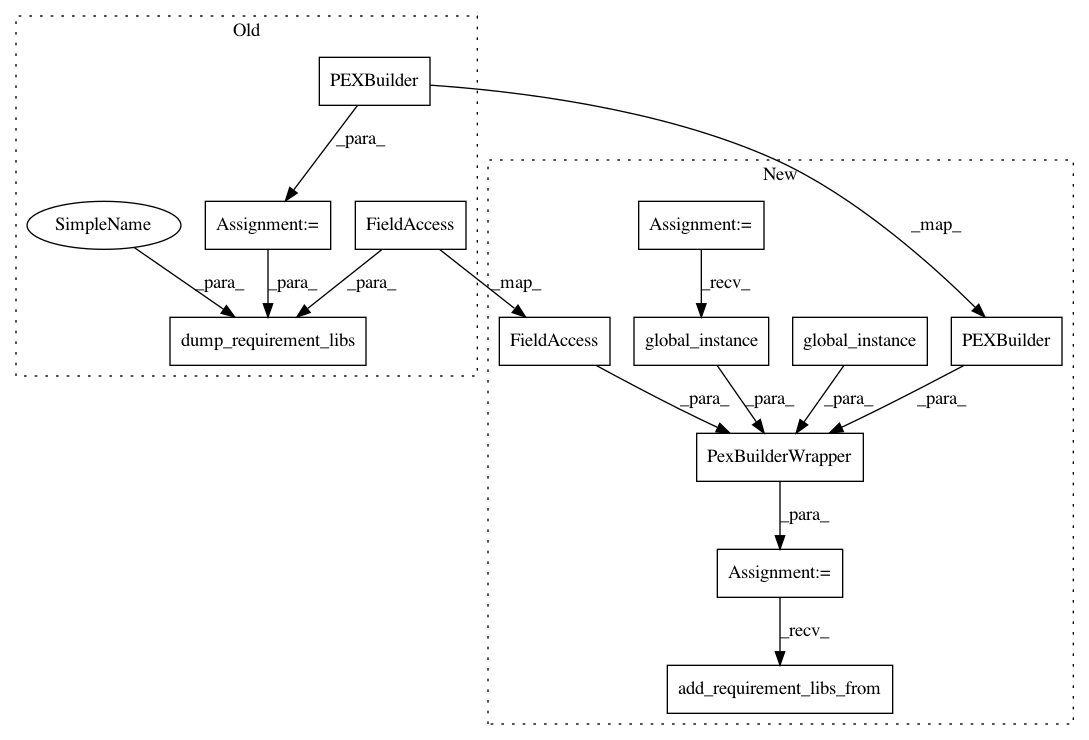 Old
PEXBuilder
_para_
New
SimpleName
Assignment:=
FieldAccess
Assignment:=
_map_
_para_
_para_
_para_
_map_
_recv_
dump_requirement_libs
FieldAccess
global_instance
global_instance
PEXBuilder
_para_
_para_
_para_
_para_
PexBuilderWrapper
_para_
Assignment:=
_recv_
add_requirement_libs_from